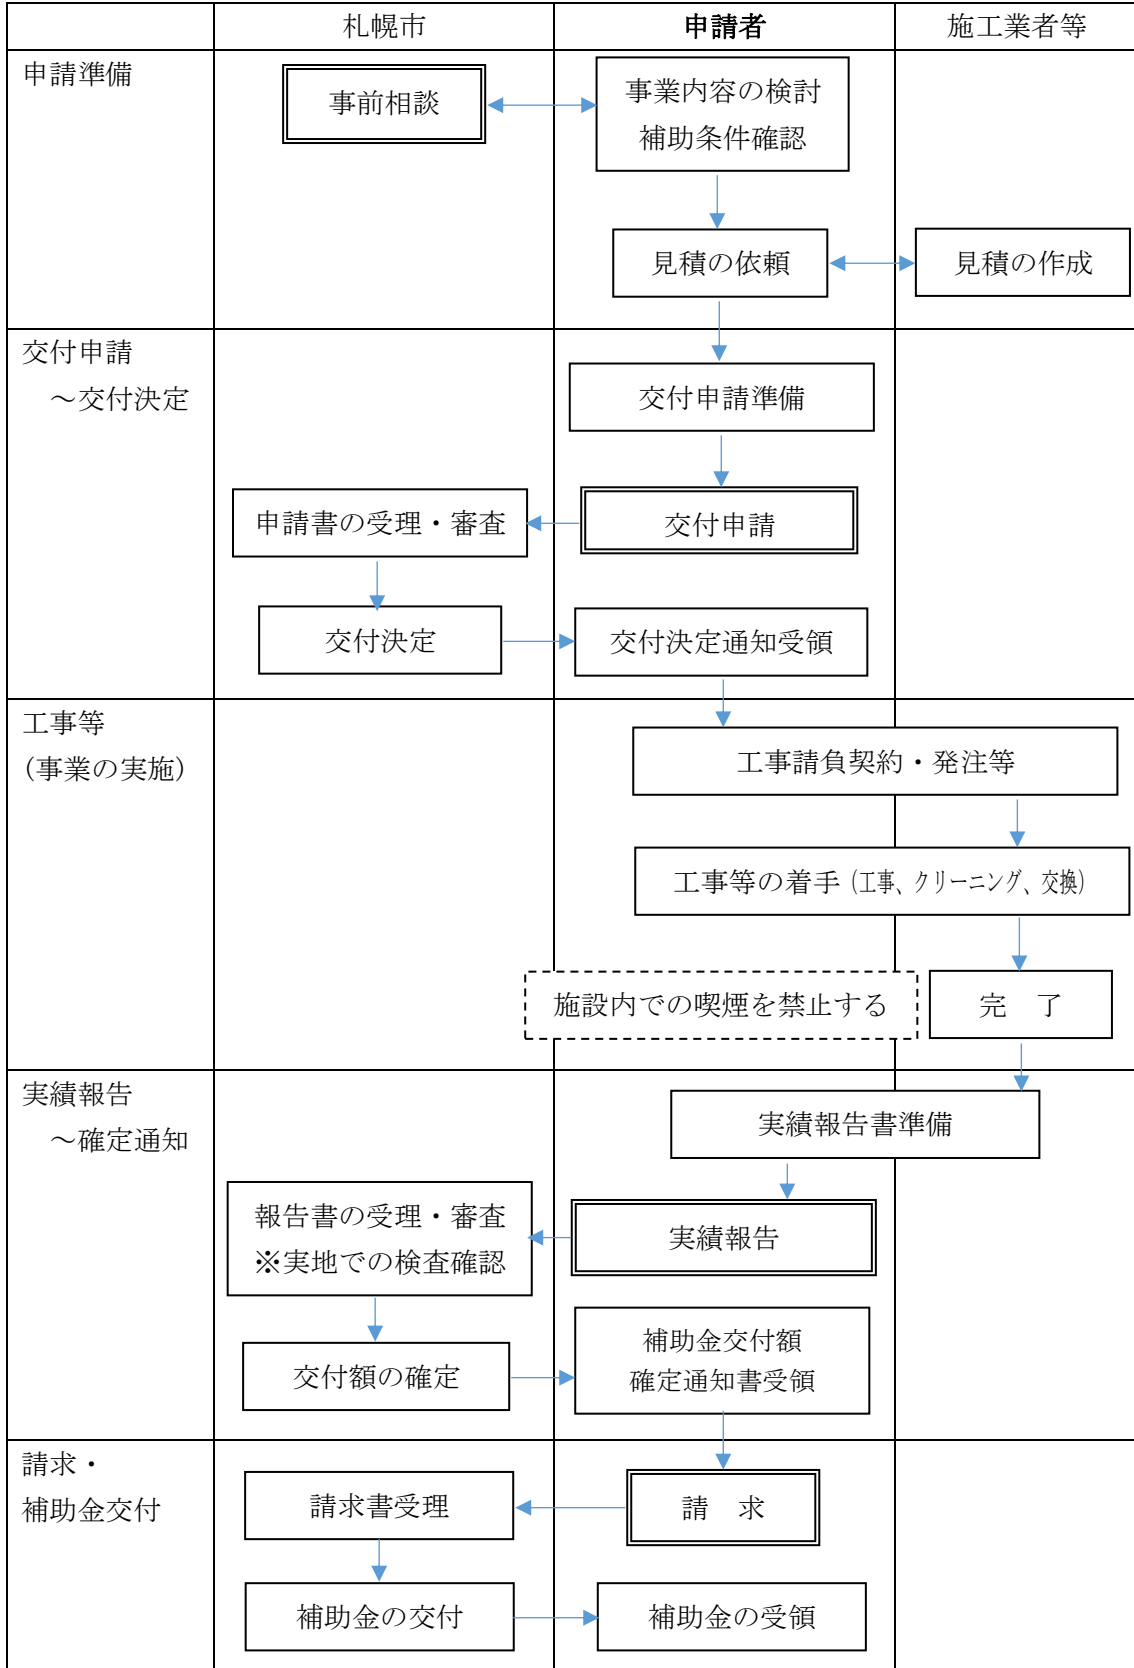 札幌市
申請者
施工業者等
申請準備
事前相談
事業内容の検討
補助条件確認
見積の依頼
見積の作成
交付申請
～交付決定
交付申請準備
申請書の受理・審査
交付申請
交付決定
交付決定通知受領
工事等
（事業の実施）
工事請負契約・発注等
工事等の着手（工事、クリーニング、交換）
施設内での喫煙を禁止する
完　了
実績報告
～確定通知
実績報告書準備
報告書の受理・審査
※実地での検査確認
実績報告
交付額の確定
補助金交付額
確定通知書受領
請求・
補助金交付
請求書受理
請　求
補助金の交付
補助金の受領